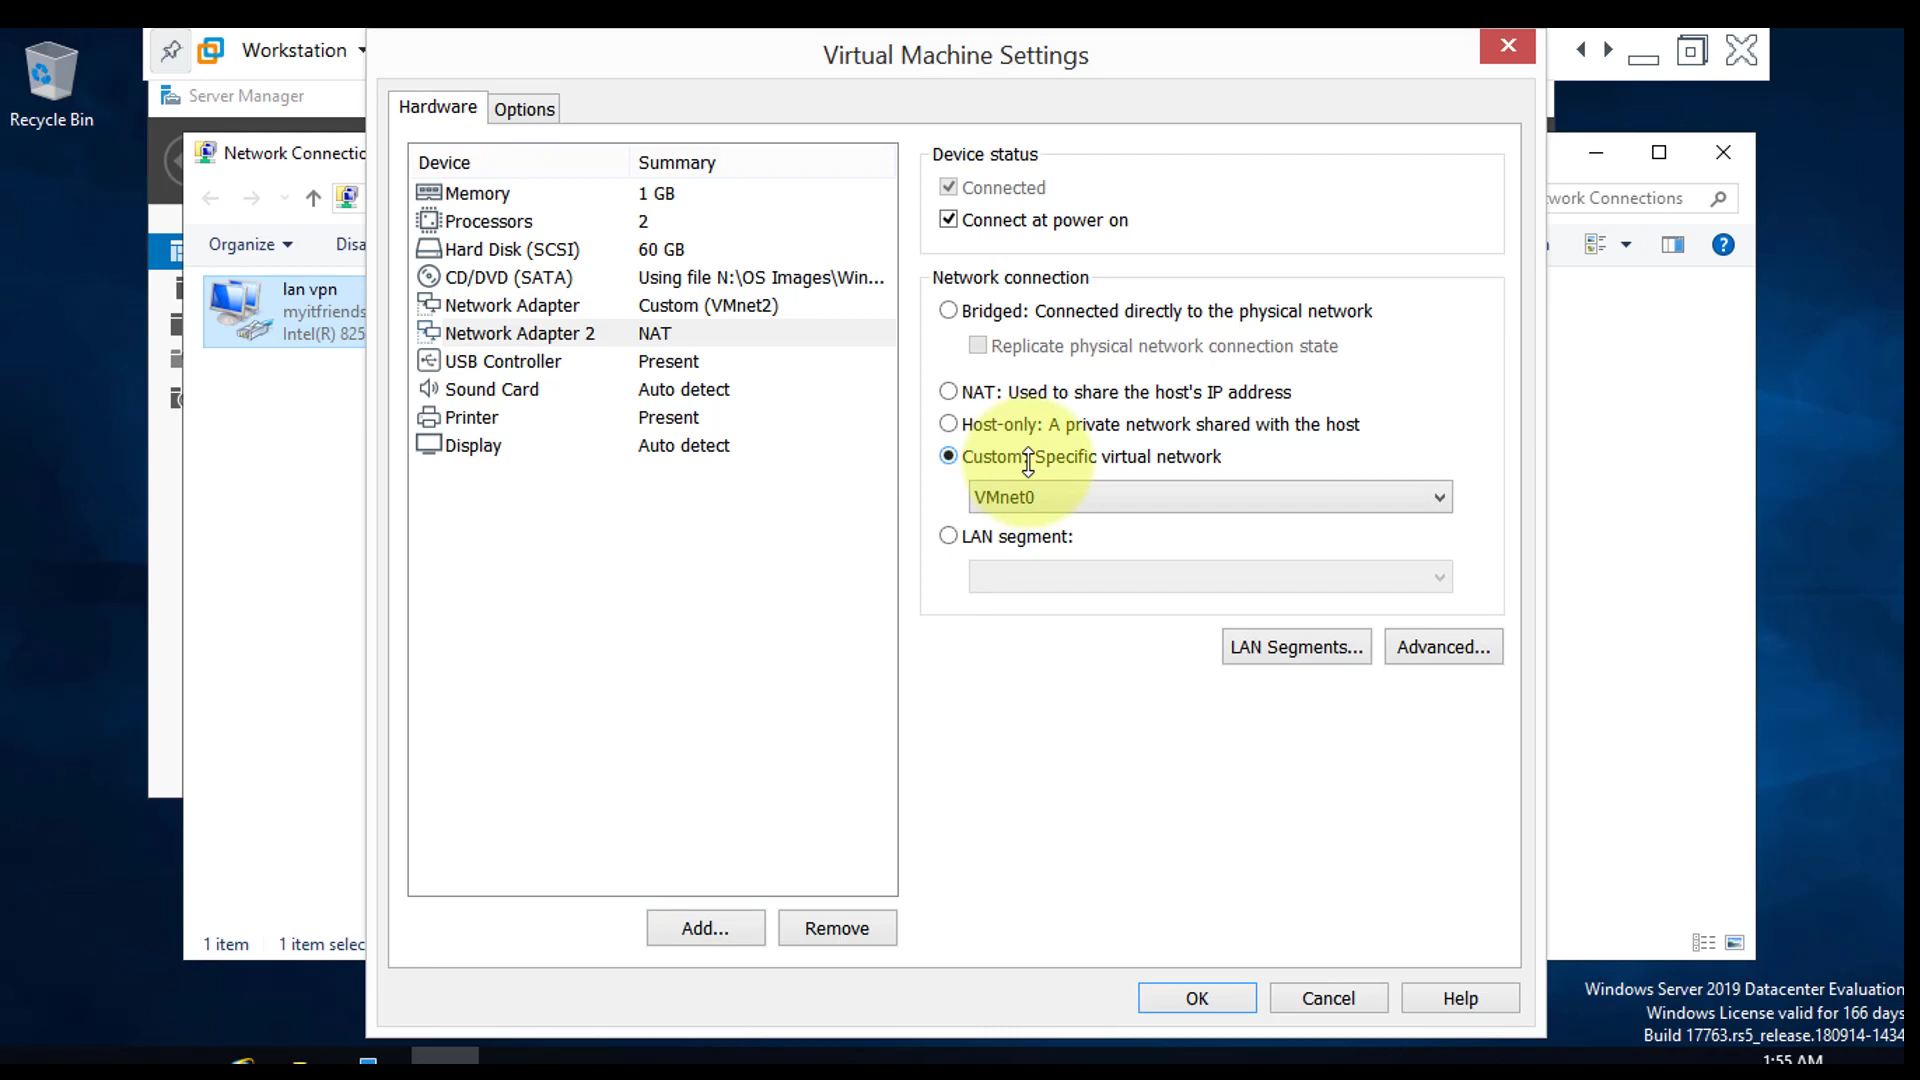 Recycle Bin
Workstation
Server Manager
Network Connectio
Organize
Disa
lan vpn
myitfriends
Intel(R) 825
1 item
1 item selec
Virtual Machine Settings
Hardware
Options
Device Summary
Memory 1 GB
Processors 2
Hard Disk (SCSI) 60 GB
CD/DVD (SATA) Using file N:\OS Images\Win...
Network Adapter Custom (VMnet2)
Network Adapter 2 NAT
USB Controller Present
Sound Card Auto detect
Printer Present
Display Auto detect
Add...
Remove
Device status
Connected
Connect at power on
Network connection
Bridged: Connected directly to the physical network
Replicate physical network connection state
NAT: Used to share the host's IP address
Host-only: A private network shared with the host
Custom: Specific virtual network
VMnet0
LAN segment:
LAN Segments...
Advanced...
OK
Cancel
Help
twork Connections
Windows Server 2019 Datacenter Evaluation
Windows License valid for 166 days
Build 17763.rs5_release.180914-1434
1:55 AM